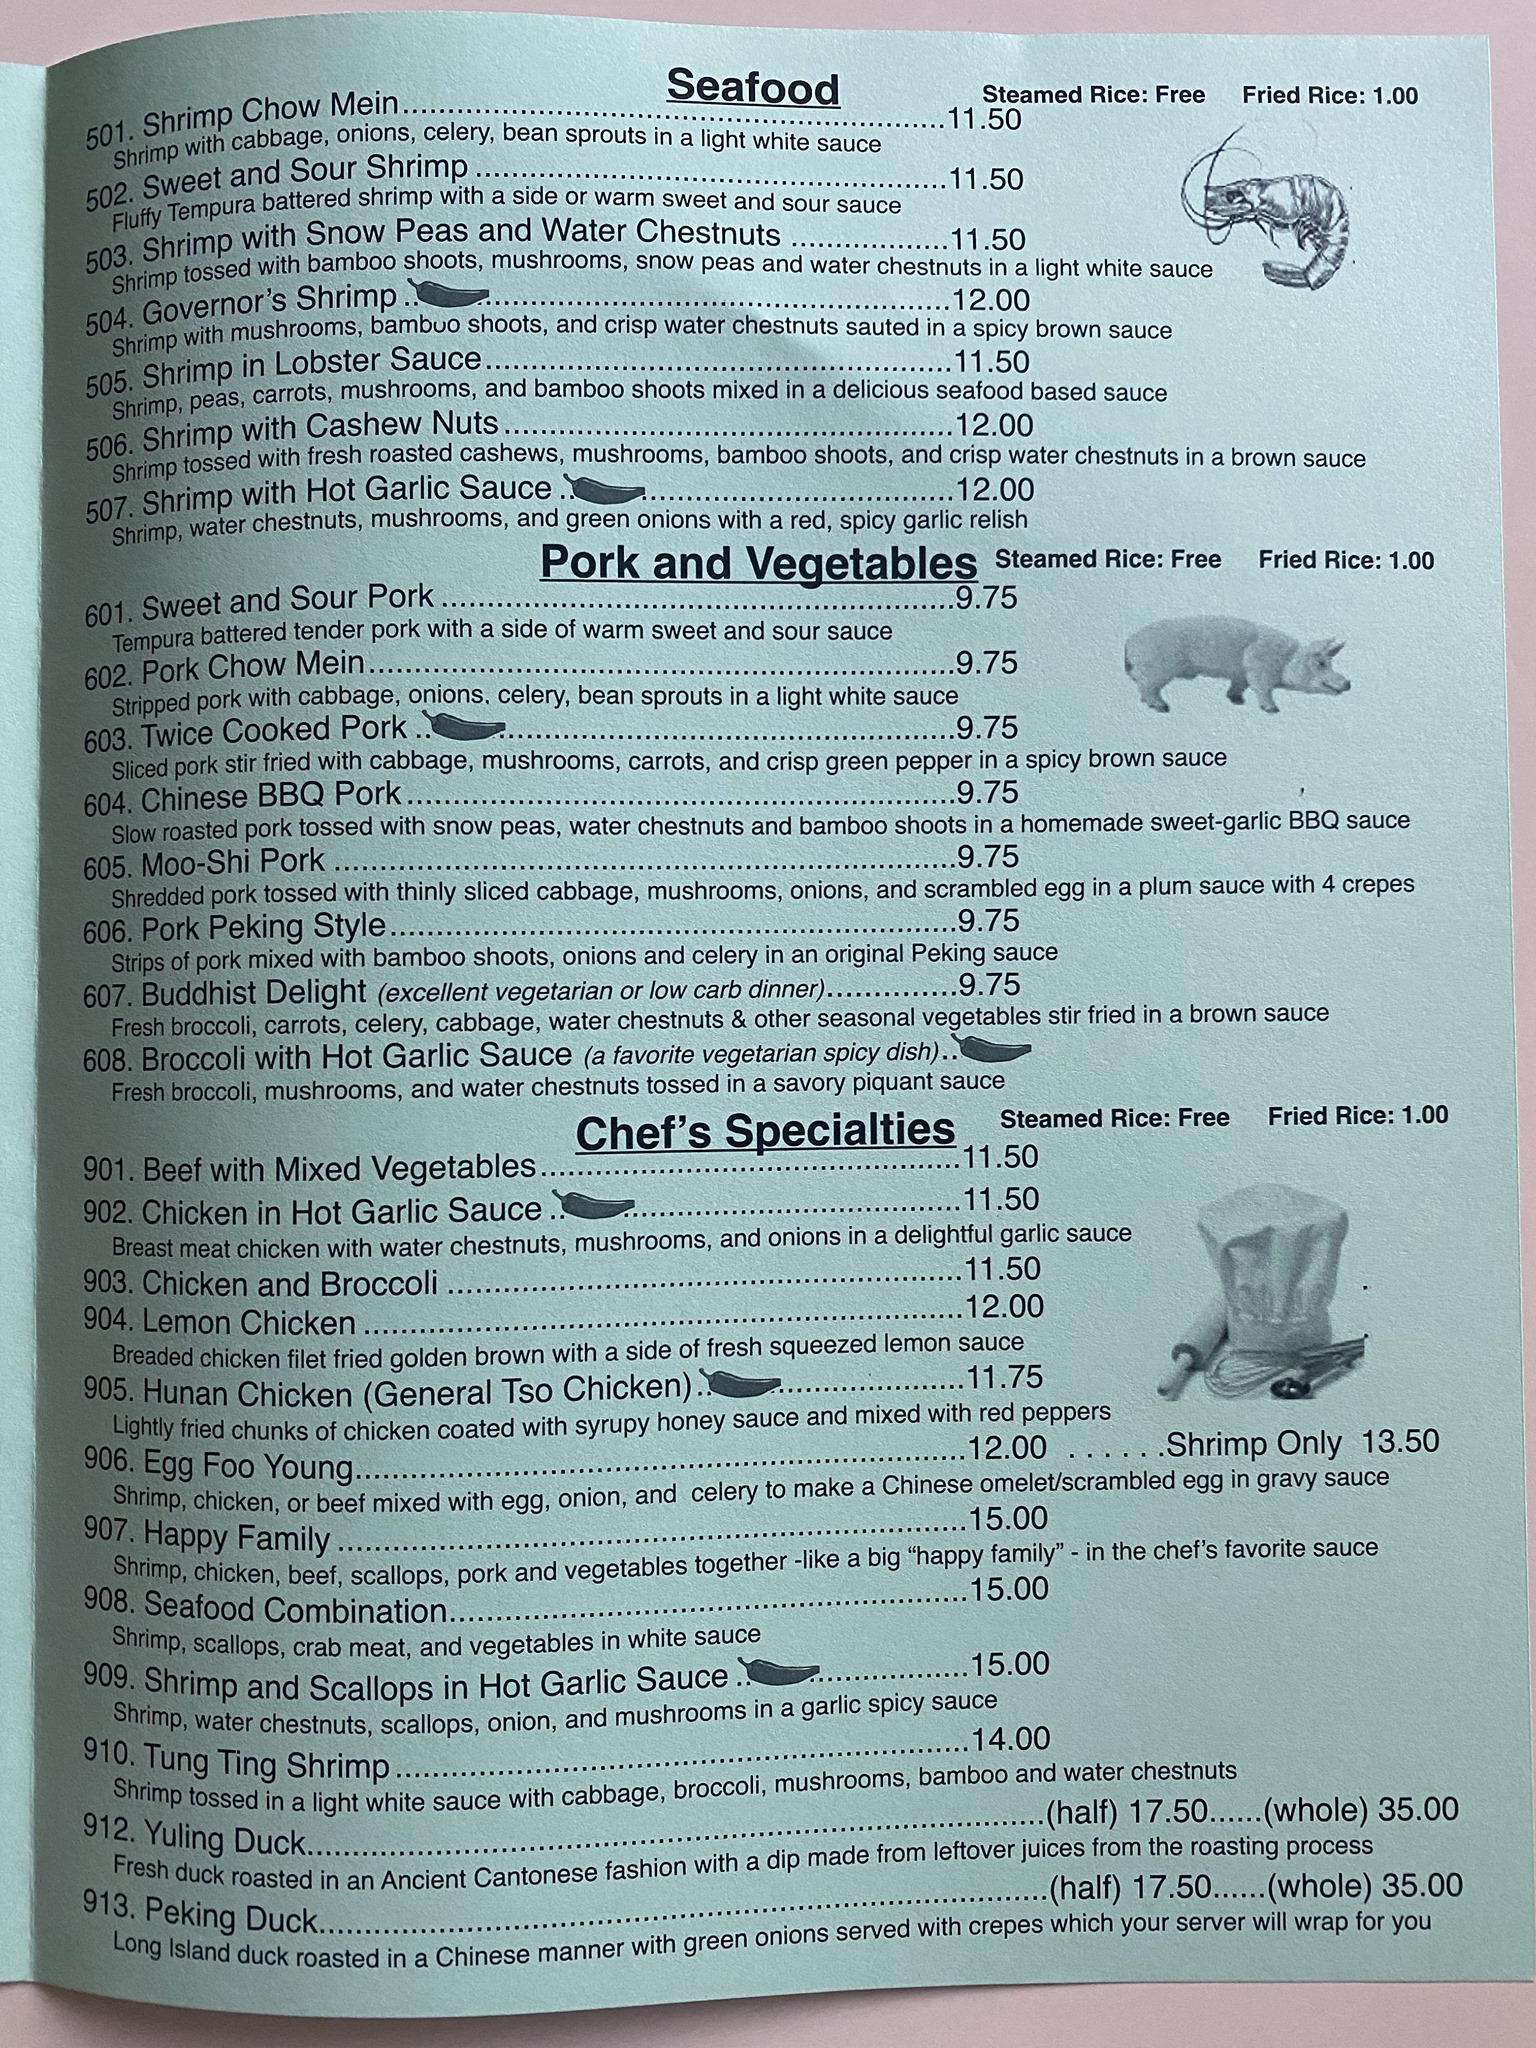 Seafood
Steamed Rice: Free Fried Rice: 1.00
501. Shrimp Chow Mein..........11.50
Shrimp with cabbage, onions, celery, bean sprouts in a light white sauce
502. Sweet and Sour Shrimp ..........11.50
Fluffy Tempura battered shrimp with a side or warm sweet and sour sauce
503. Shrimp with Snow Peas and Water Chestnuts ..........11.50
Shrimp tossed with bamboo shoots, mushrooms, snow peas and water chestnuts in a light white sauce
504. Governor's Shrimp ..........12.00
Shrimp with mushrooms, bamboo shoots, and crisp water chestnuts sauted in a spicy brown sauce
505. Shrimp in Lobster Sauce..........11.50
Shrimp, peas, carrots, mushrooms, and bamboo shoots mixed in a delicious seafood based sauce
506. Shrimp with Cashew Nuts..........12.00
Shrimp tossed with fresh roasted cashews, mushrooms, bamboo shoots, and crisp water chestnuts in a brown sauce
507. Shrimp with Hot Garlic Sauce ..........12.00
Shrimp, water chestnuts, mushrooms, and green onions with a red, spicy garlic relish
Pork and Vegetables Steamed Rice: Free Fried Rice: 1.00
601. Sweet and Sour Pork ..........9.75
Tempura battered tender pork with a side of warm sweet and sour sauce
602. Pork Chow Mein..........9.75
Stripped pork with cabbage, onions, celery, bean sprouts in a light white sauce
603. Twice Cooked Pork ..........9.75
Sliced pork stir fried with cabbage, mushrooms, carrots, and crisp green pepper in a spicy brown sauce
604. Chinese BBQ Pork..........9.75
Slow roasted pork tossed with snow peas, water chestnuts and bamboo shoots in a homemade sweet-garlic BBQ sauce
605. Moo-Shi Pork ..........9.75
Shredded pork tossed with thinly sliced cabbage, mushrooms, onions, and scrambled egg in a plum sauce with 4 crepes
606. Pork Peking Style..........9.75
Strips of pork mixed with bamboo shoots, onions and celery in an original Peking sauce
607. Buddhist Delight (excellent vegetarian or low carb dinner)..........9.75
Fresh broccoli, carrots, celery, cabbage, water chestnuts & other seasonal vegetables stir fried in a brown sauce
608. Broccoli with Hot Garlic Sauce (a favorite vegetarian spicy dish)..
Fresh broccoli, mushrooms, and water chestnuts tossed in a savory piquant sauce
Chef's Specialties Steamed Rice: Free Fried Rice: 1.00
901. Beef with Mixed Vegetables..........11.50
902. Chicken in Hot Garlic Sauce ..........11.50
Breast meat chicken with water chestnuts, mushrooms, and onions in a delightful garlic sauce
903. Chicken and Broccoli ..........11.50
904. Lemon Chicken ..........12.00
Breaded chicken filet fried golden brown with a side of fresh squeezed lemon sauce
905. Hunan Chicken (General Tso Chicken)..........11.75
Lightly fried chunks of chicken coated with syrupy honey sauce and mixed with red peppers
906. Egg Foo Young..........12.00 ......Shrimp Only 13.50
Shrimp, chicken, or beef mixed with egg, onion, and celery to make a Chinese omelet/scrambled egg in gravy sauce
907. Happy Family ..........15.00
Shrimp, chicken, beef, scallops, pork and vegetables together -like a big "happy family" - in the chef's favorite sauce
908. Seafood Combination..........15.00
Shrimp, scallops, crab meat, and vegetables in white sauce
909. Shrimp and Scallops in Hot Garlic Sauce ..........15.00
Shrimp, water chestnuts, scallops, onion, and mushrooms in a garlic spicy sauce
910. Tung Ting Shrimp ..........14.00
Shrimp tossed in a light white sauce with cabbage, broccoli, mushrooms, bamboo and water chestnuts
912. Yuling Duck..........(half) 17.50......(whole) 35.00
Fresh duck roasted in an Ancient Cantonese fashion with a dip made from leftover juices from the roasting process
913. Peking Duck..........(half) 17.50......(whole) 35.00
Long Island duck roasted in a Chinese manner with green onions served with crepes which your server will wrap for you